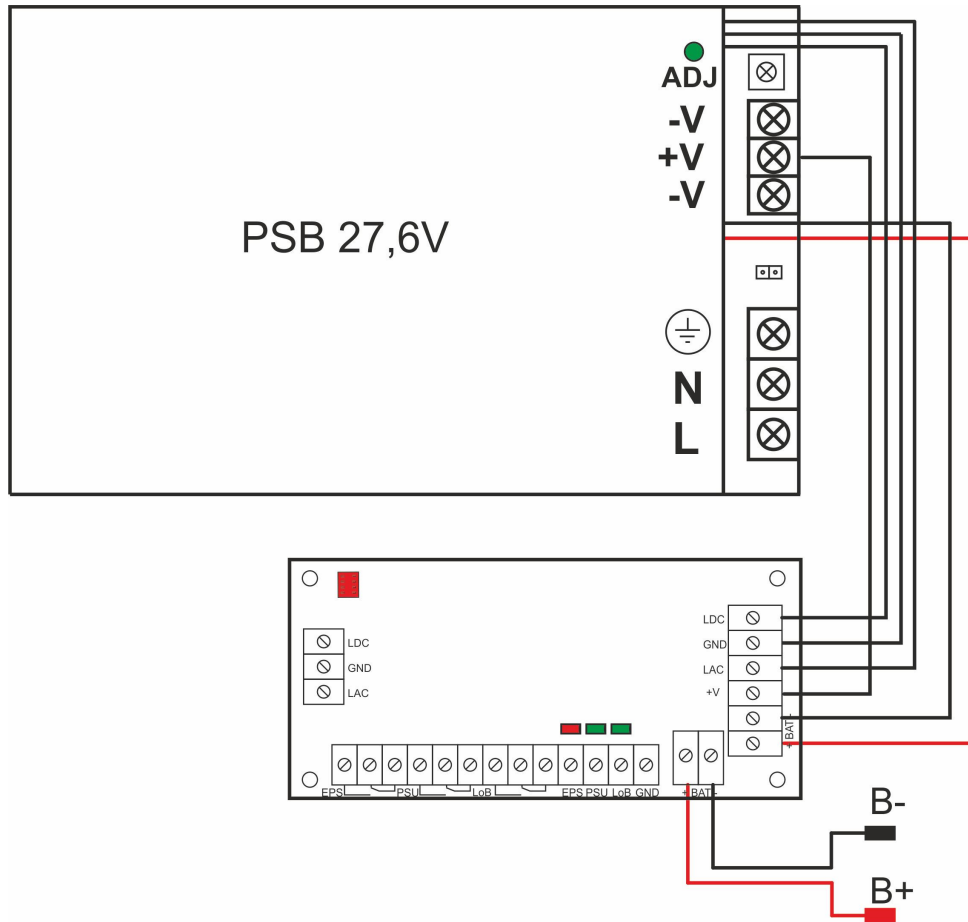 ADJ
-V
+V
-V
PSB 27,6V
N
L
LDC
GND
LAC
+V
+ BAT -
LDC
GND
LAC
EPS PSU LoB EPS PSU LoB GND + BAT -
B-
B+